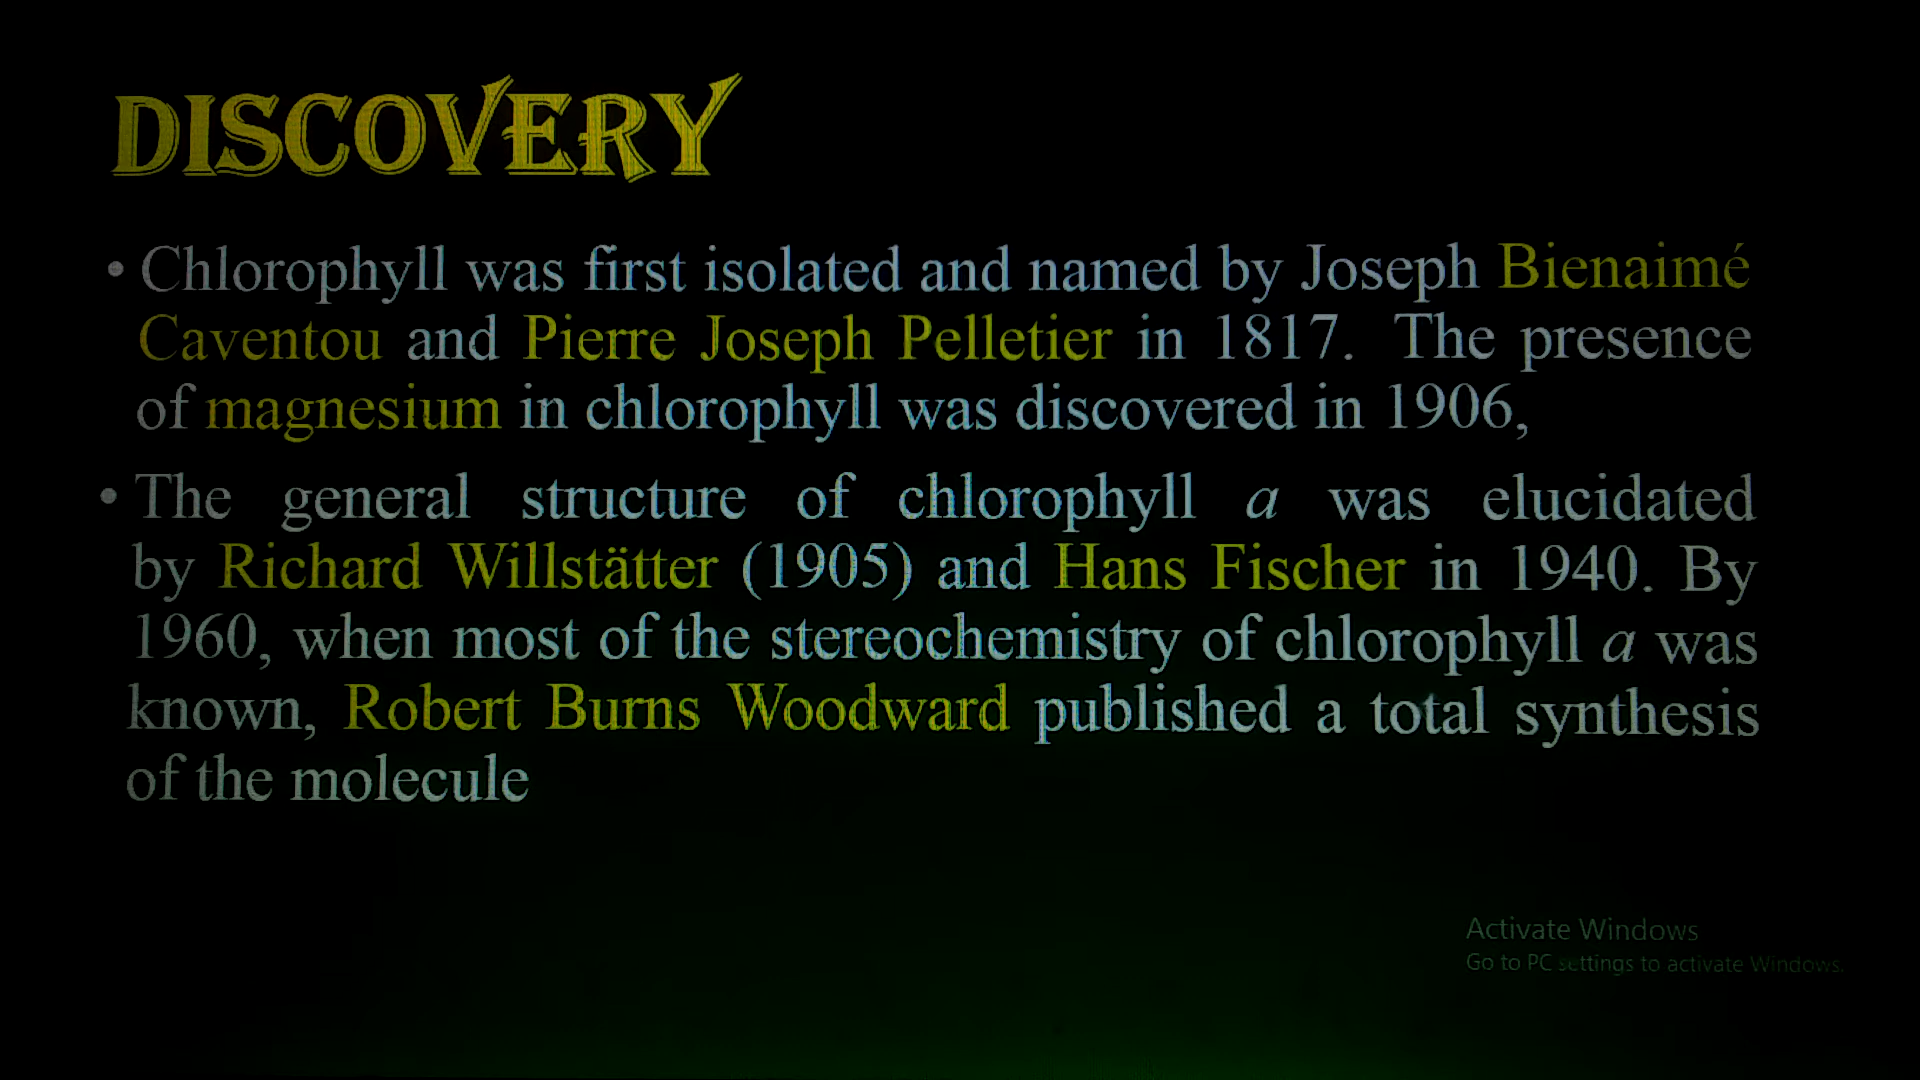 DISCOVERY
• Chlorophyll was first isolated and named by Joseph Bienaimé
Caventou and Pierre Joseph Pelletier in 1817. The presence
of magnesium in chlorophyll was discovered in 1906,
• The general structure of chlorophyll a was elucidated
by Richard Willstätter (1905) and Hans Fischer in 1940. By
1960, when most of the stereochemistry of chlorophyll a was
known, Robert Burns Woodward published a total synthesis
of the molecule
Activate Windows
Go to PC settings to activate Windows.